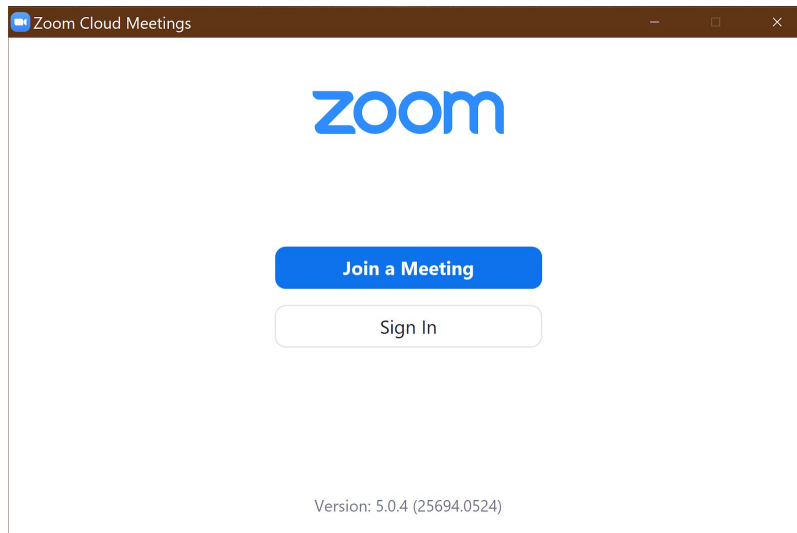 Zoom Cloud Meetings
zoom
Join a Meeting
Sign In
Version: 5.0.4 (25694.0524)